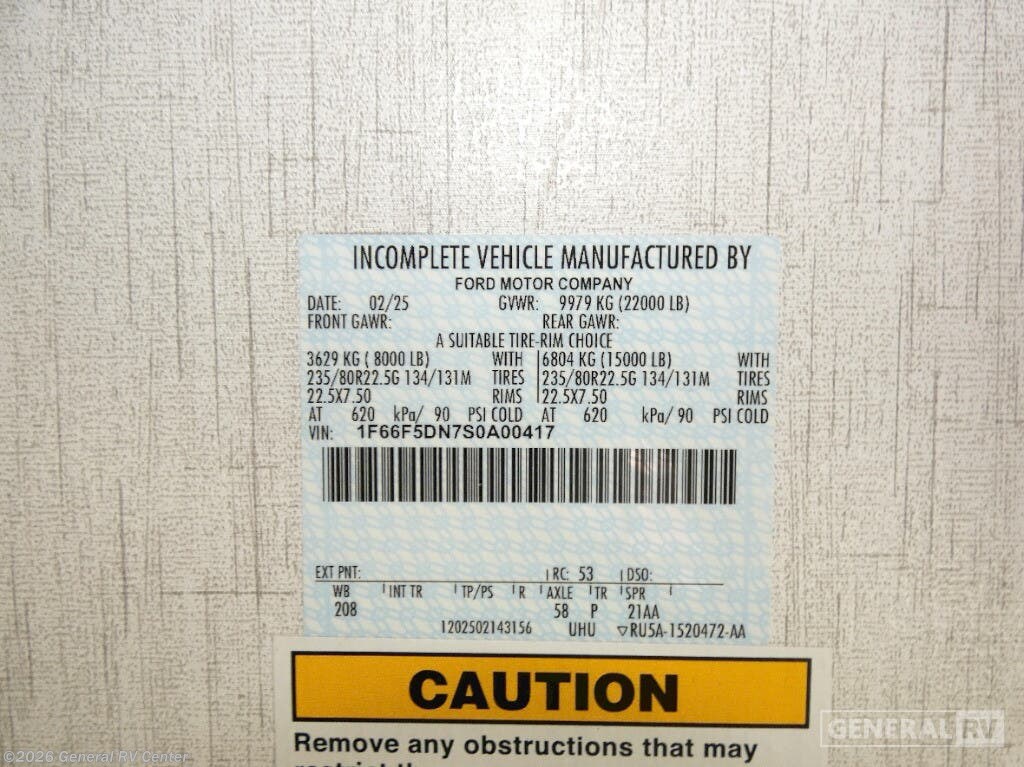 INCOMPLETE VEHICLE MANUFACTURED BY
FORD MOTOR COMPANY
DATE: 02/25 GVWR: 9979 KG (22000 LB)
FRONT GAWR: REAR GAWR:
A SUITABLE TIRE-RIM CHOICE
3629 KG ( 8000 LB) WITH 6804 KG (15000 LB) WITH
235/80R22.5G 134/131M TIRES 235/80R22.5G 134/131M TIRES
22.5X7.50 RIMS 22.5X7.50 RIMS
AT 620 kPa/ 90 PSI COLD AT 620 kPa/ 90 PSI COLD
VIN: 1F66F5DN7S0A00417
EXT PNT: RC: 53 DSO:
WB INT TR TP/PS R AXLE TR SPR
208 58 P 21AA
1202502143156 UHU ▽RU5A-1520472-AA
CAUTION
Remove any obstructions that may
GENERAL RV
©2026 General RV Center